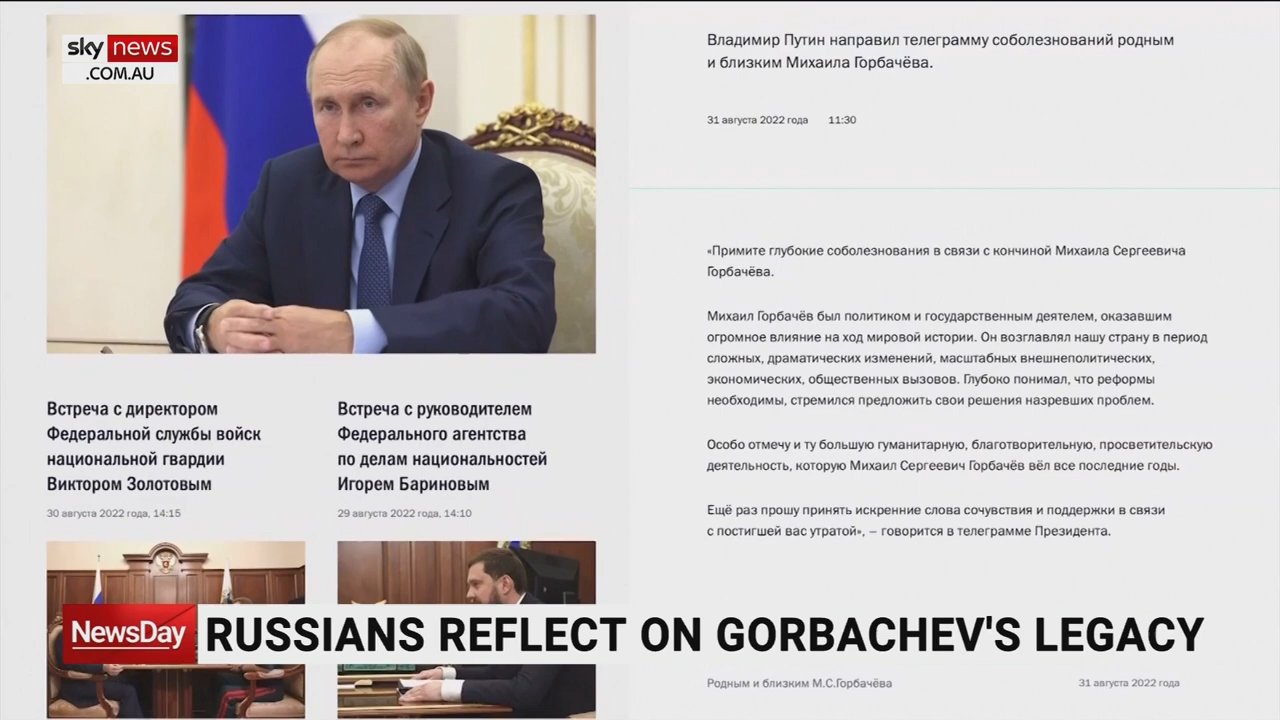 sky news
.COM.AU
Владимир Путин направил телеграмму соболезнований родным
и близким Михаила Горбачёва.
31 августа 2022 года 11:30
«Примите глубокие соболезнования в связи с кончиной Михаила Сергеевича
Горбачёва.
Михаил Горбачёв был политиком и государственным деятелем, оказавшим
огромное влияние на ход мировой истории. Он возглавлял нашу страну в период
сложных, драматических изменений, масштабных внешнеполитических,
экономических, общественных вызовов. Глубоко понимал, что реформы
необходимы, стремился предложить свои решения назревших проблем.
Особо отмечу и ту большую гуманитарную, благотворительную, просветительскую
деятельность, которую Михаил Сергеевич Горбачёв вёл все последние годы.
Ещё раз прошу принять искренние слова сочувствия и поддержки в связи
с постигшей вас утратой», – говорится в телеграмме Президента.
Встреча с директором
Федеральной службы войск
национальной гвардии
Виктором Золотовым
30 августа 2022 года, 14:15
Встреча с руководителем
Федерального агентства
по делам национальностей
Игорем Бариновым
29 августа 2022 года, 14:10
NewsDay
RUSSIANS REFLECT ON GORBACHEV'S LEGACY
Родным и близким М.С.Горбачёва
31 августа 2022 года